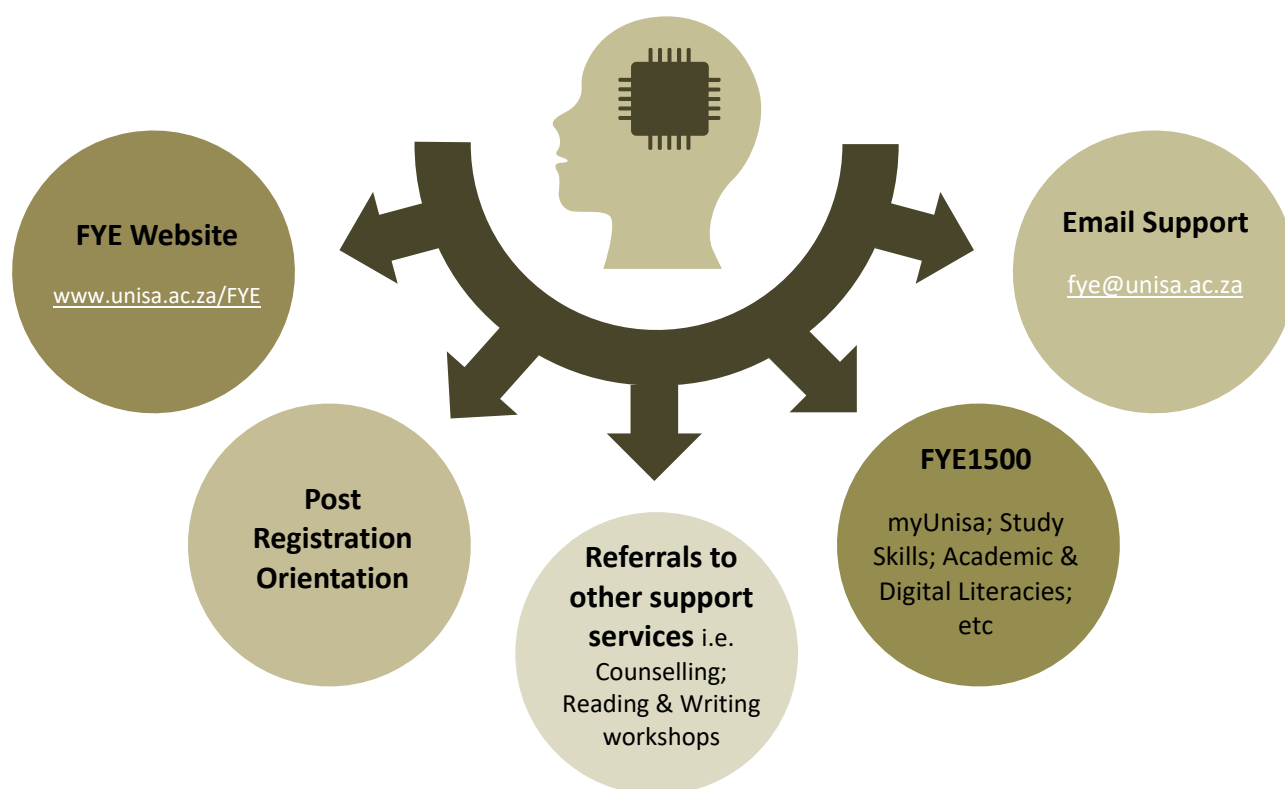 FYE Website
www.unisa.ac.za/FYE
Post
Registration
Orientation
Referrals to
other support
services i.e.
Counselling;
Reading & Writing
workshops
FYE1500
myUnisa; Study
Skills; Academic &
Digital Literacies;
etc
Email Support
fye@unisa.ac.za